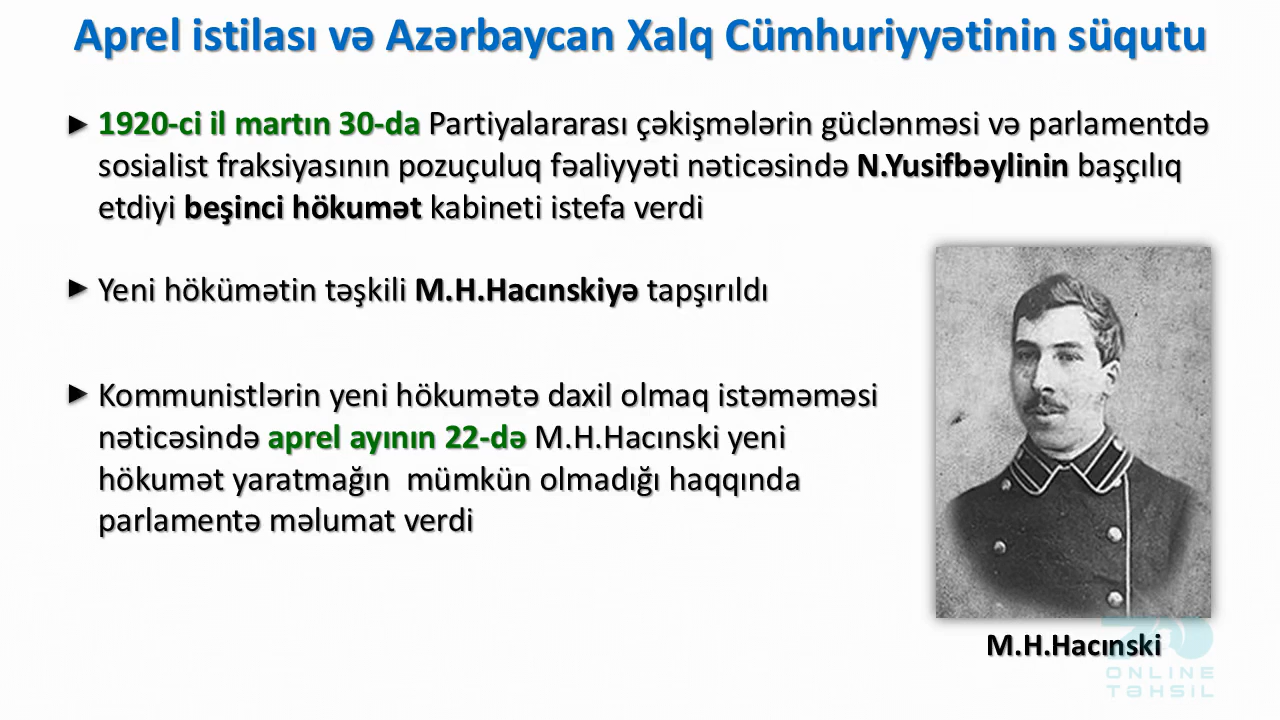 Aprel istilası və Azərbaycan Xalq Cümhuriyyətinin süqutu
► 1920-ci il martın 30-da Partiyalararası çəkişmələrin güclənməsi və parlamentdə
sosialist fraksiyasının pozuçuluq fəaliyyəti nəticəsində N.Yusifbəylinin başçılıq
etdiyi beşinci hökumət kabineti istefa verdi
► Yeni hökümətin təşkili M.H.Hacınskiyə tapşırıldı
► Kommunistlərin yeni hökumətə daxil olmaq istəməməsi
nəticəsində aprel ayının 22-də M.H.Hacınski yeni
hökumət yaratmağın  mümkün olmadığı haqqında
parlamentə məlumat verdi
M.H.Hacınski
ONLINE
TƏHSIL